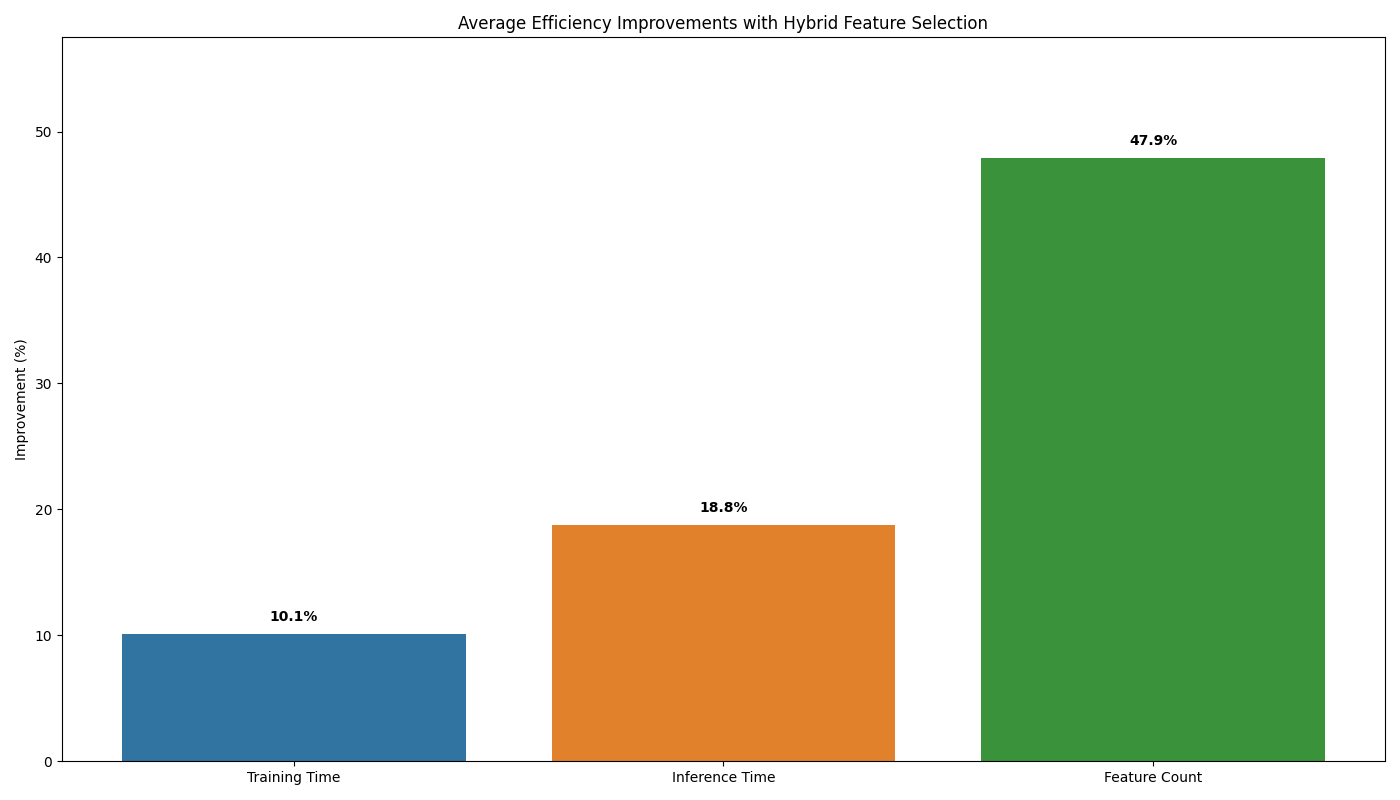 Average Efficiency Improvements with Hybrid Feature Selection
Improvement (%)
50
40
30
20
10
0
10.1%
18.8%
47.9%
Training Time
Inference Time
Feature Count